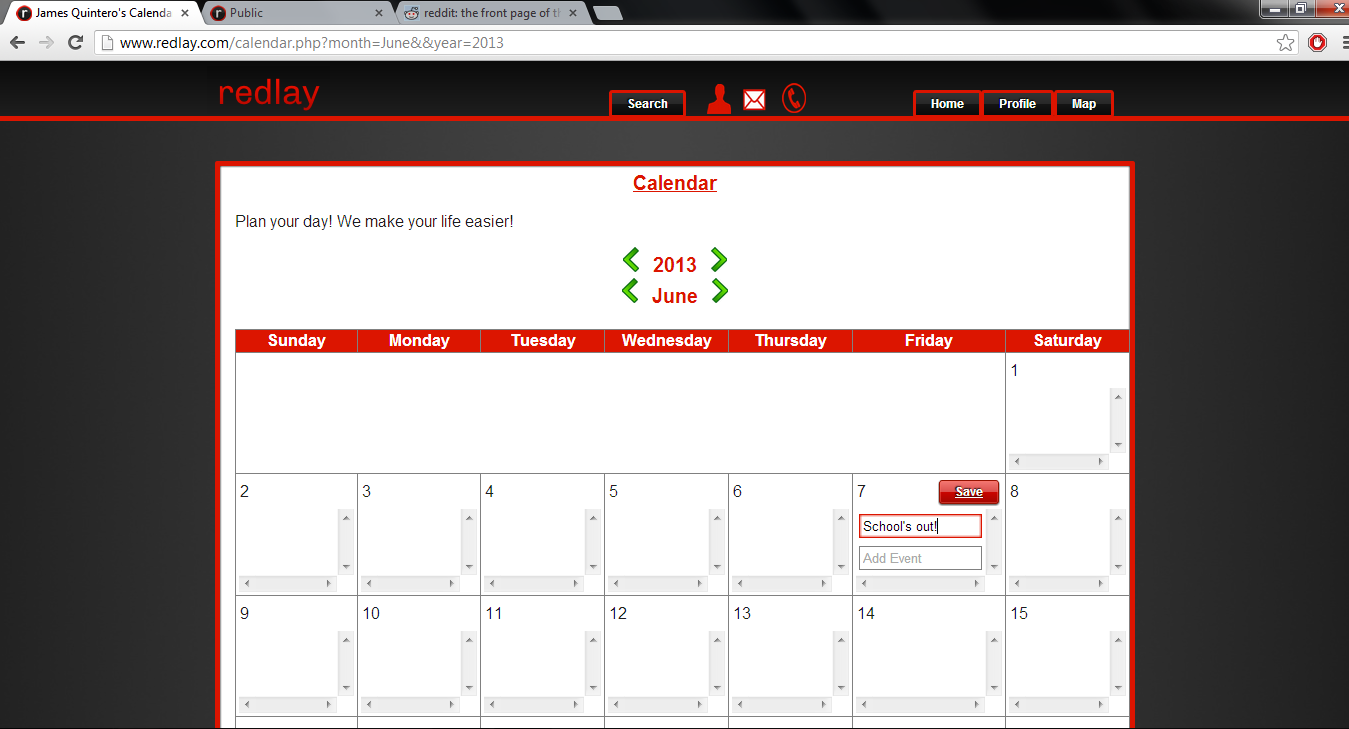 James Quintero's Calenda
Public
reddit: the front page of th
www.redlay.com/calendar.php?month=June&&year=2013
redlay
Search
Home
Profile
Map
Calendar
Plan your day! We make your life easier!
2013
June
Sunday Monday Tuesday Wednesday Thursday Friday Saturday
1
2 3 4 5 6 7 Save 8
School's out!
Add Event
9 10 11 12 13 14 15